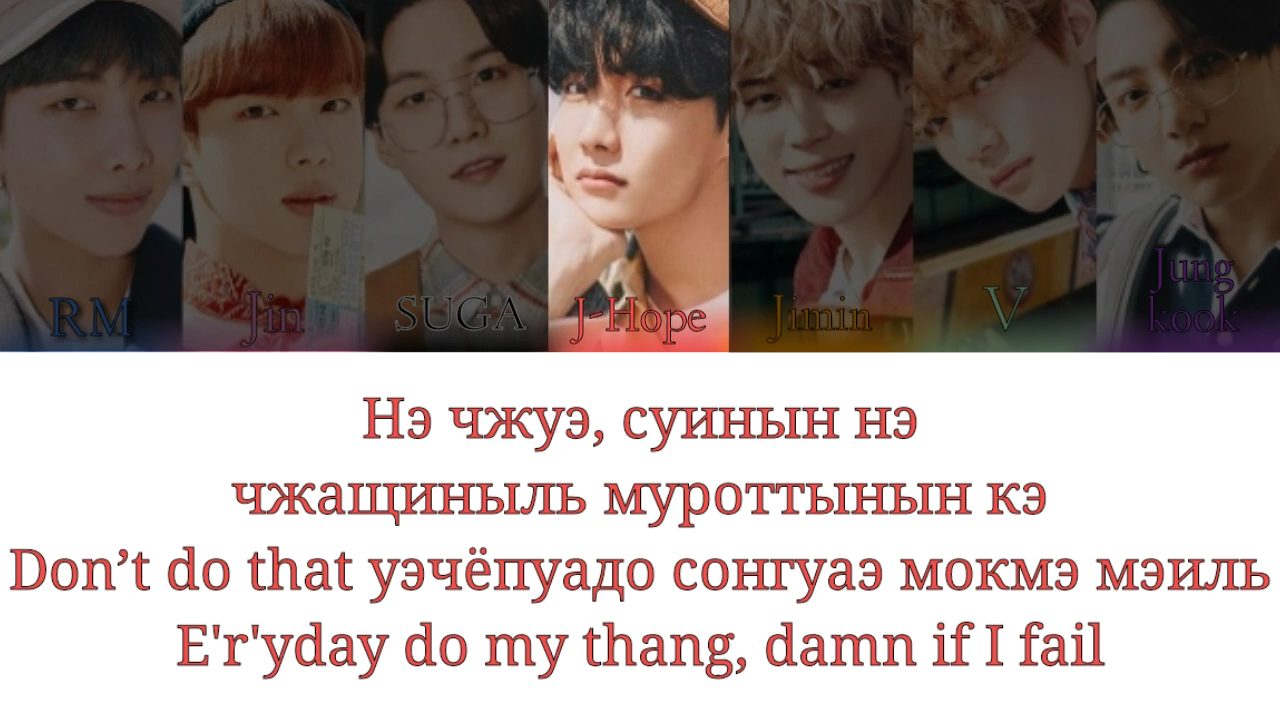 RM
Jin
SUGA
J-Hope
Jimin
V
Jung
kook
Нэ чжуэ, суинын нэ
чжащиныль муроттынын кэ
Don’t do that уэчёпуадо сонгуаэ мокмэ мэиль
E'r'yday do my thang, damn if I fail